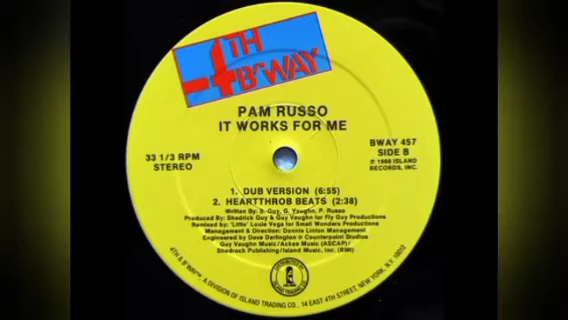 4TH
B'WAY
PAM RUSSO
IT WORKS FOR ME
33 1/3 RPM
STEREO
BWAY 457
SIDE B
℗ 1988 ISLAND
RECORDS, INC.
1. DUB VERSION (6:55)
2. HEARTTHROB BEATS (2:38)
Written By: S. Guy, G. Vaughn, P. Russo
Produced By: Shedrick Guy & Guy Vaughn for Fly Guy Productions
Remixed by: 'Little' Louie Vega for Small Wonders Productions
Management & Direction: Donnie Linton Management
Engineered by Dave Darlington @ Counterpoint Studios
Guy Vaughn Music/Ackee Music (ASCAP)/
Shedrock Publishing/Island Music, Inc. (BMI)
4TH & B'WAY™, A DIVISION OF ISLAND TRADING CO., 14 EAST 4TH STREET, NEW YORK, N.Y. 10012